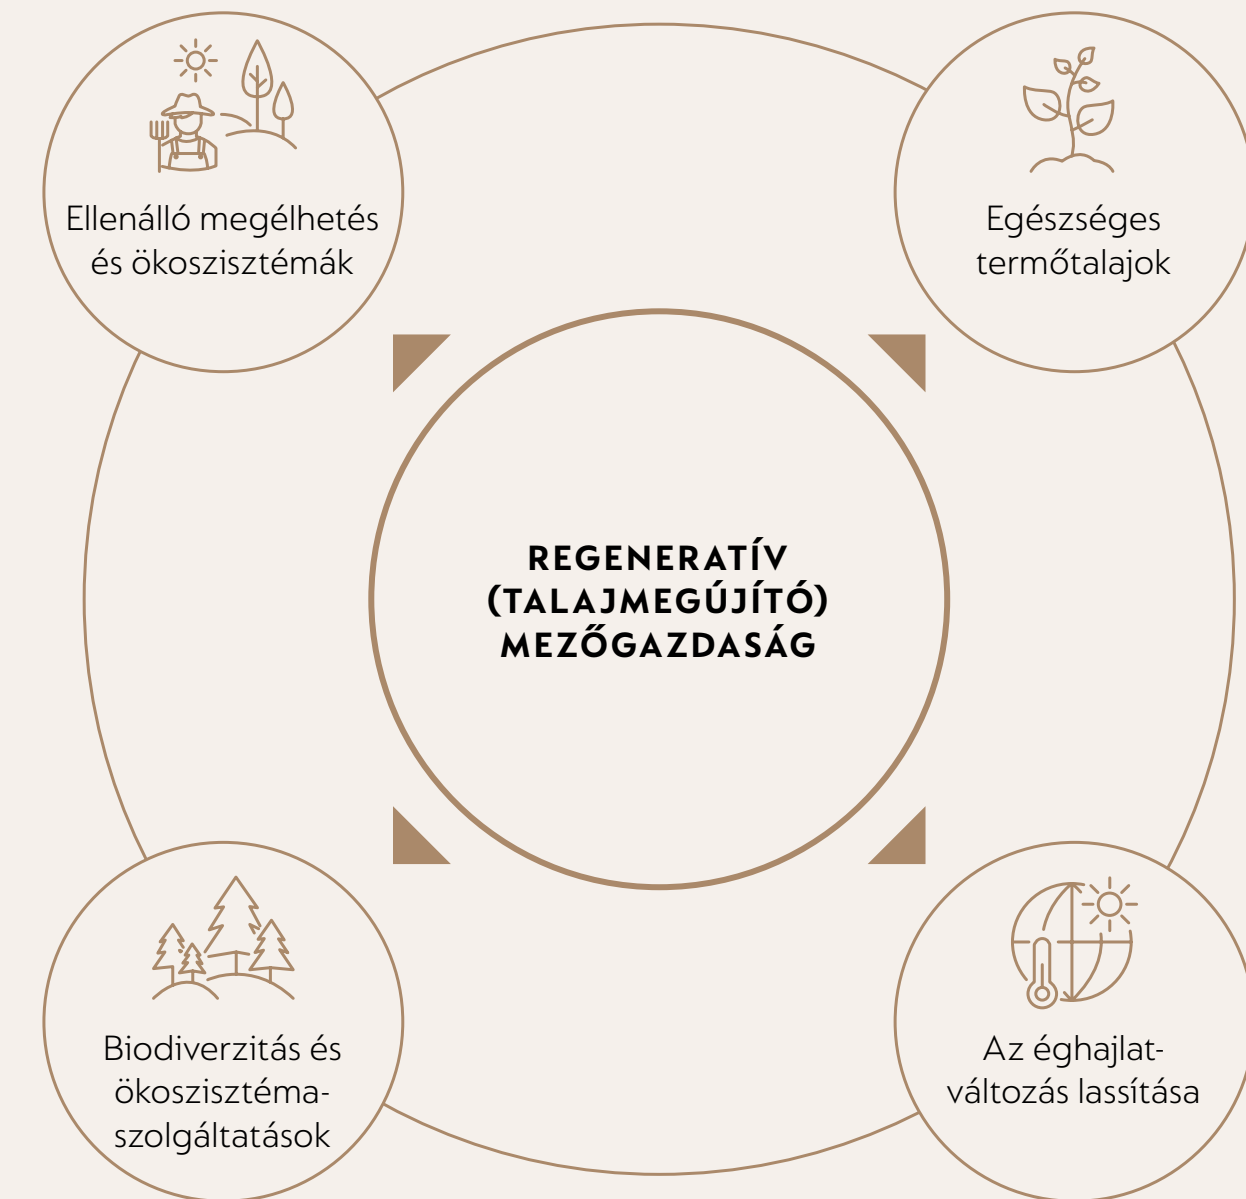 Ellenálló megélhetés
és ökoszisztémák
Egészséges
termőtalajok
REGENERATÍV
(TALAJMEGÚJÍTÓ)
MEZŐGAZDASÁG
Biodiverzitás és
ökoszisztéma-
szolgáltatások
Az éghajlat-
változás lassítása